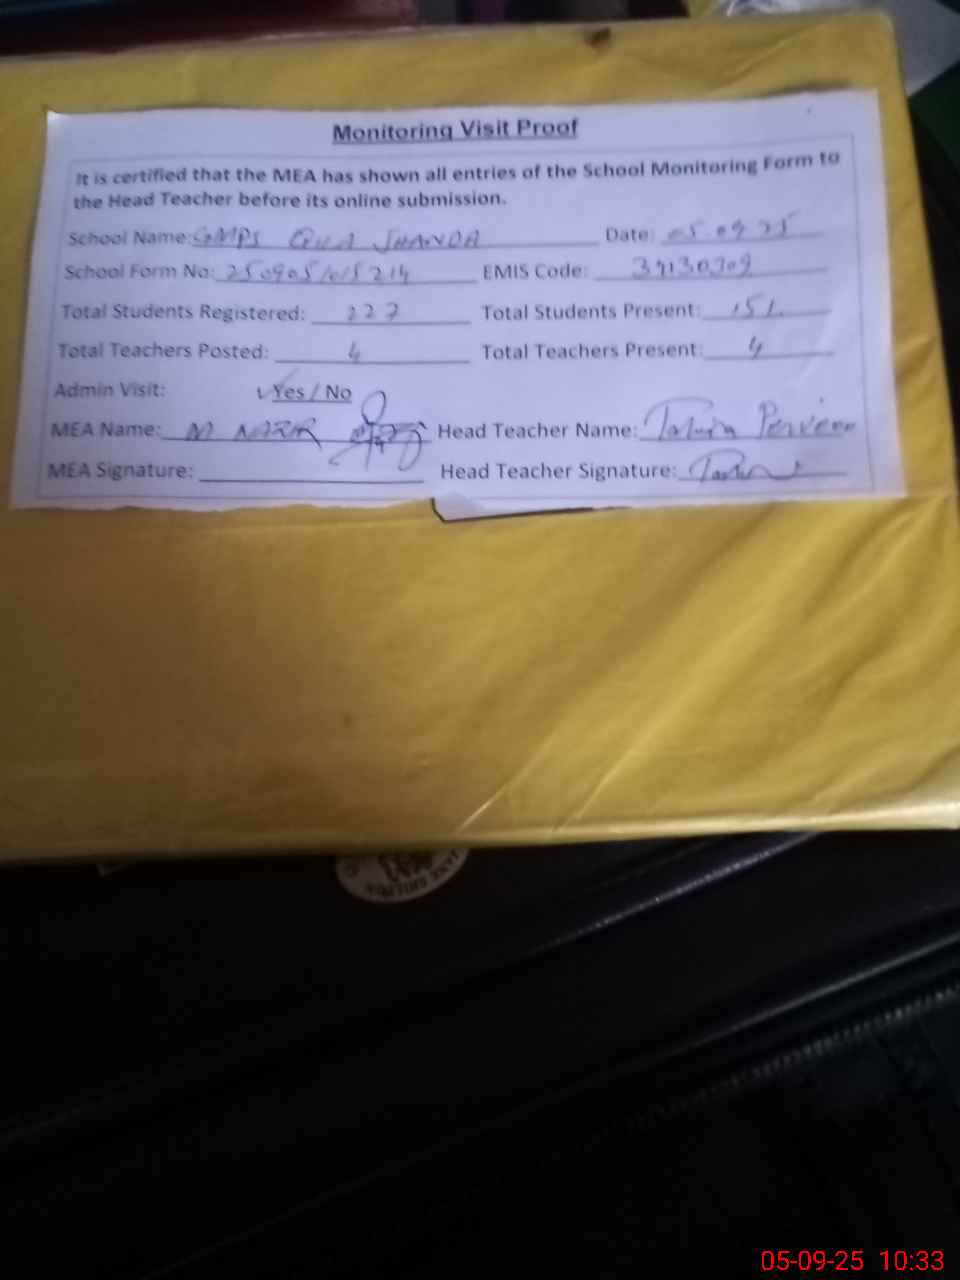 Monitoring Visit Proof
It is certified that the MEA has shown all entries of the School Monitoring Form to
the Head Teacher before its online submission.
School Name: GMPS Date: 05.09.25
School Form No: EMIS Code: 39130309
Total Students Registered: 227 Total Students Present: 151
Total Teachers Posted: 4 Total Teachers Present: 4
Admin Visit: ✓Yes / No
MEA Name: M Head Teacher Name: Perveen
MEA Signature: Head Teacher Signature:
05-09-25 10:33